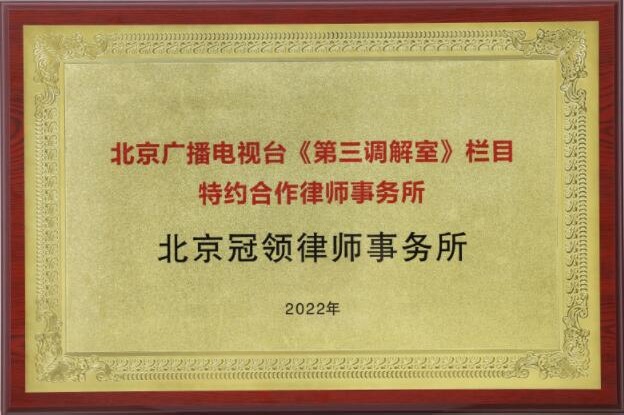 北京广播电视台《第三调解室》栏目
特约合作律师事务所
北京冠领律师事务所
2022年